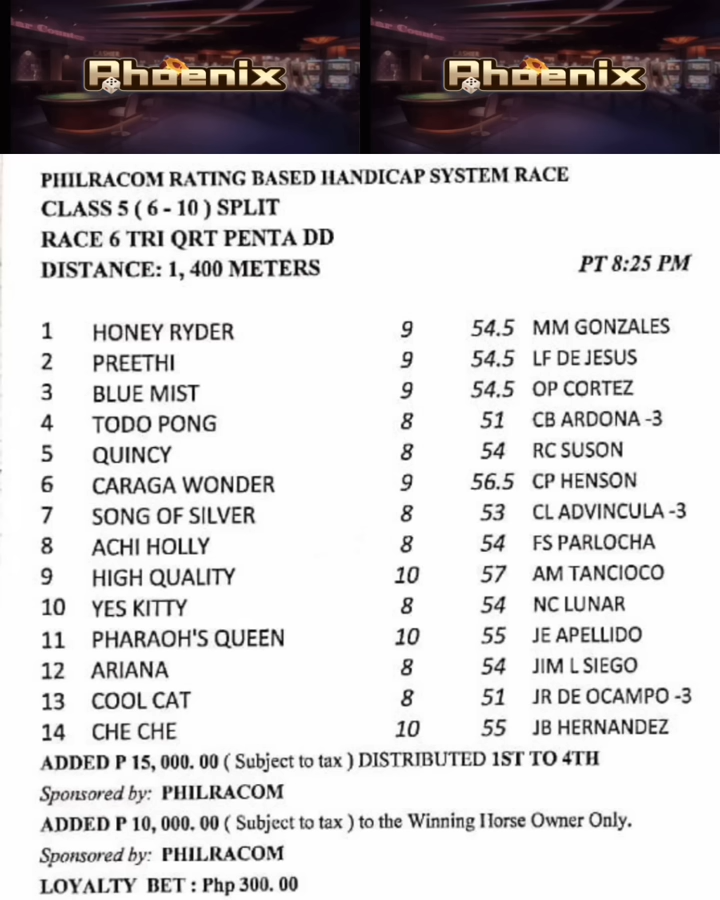 Phoenix Phoenix
PHILRACOM RATING BASED HANDICAP SYSTEM RACE
CLASS 5 ( 6 - 10 ) SPLIT
RACE 6 TRI QRT PENTA DD
DISTANCE: 1, 400 METERS PT 8:25 PM
1 HONEY RYDER 9 54.5 MM GONZALES
2 PREETHI 9 54.5 LF DE JESUS
3 BLUE MIST 9 54.5 OP CORTEZ
4 TODO PONG 8 51 CB ARDONA -3
5 QUINCY 8 54 RC SUSON
6 CARAGA WONDER 9 56.5 CP HENSON
7 SONG OF SILVER 8 53 CL ADVINCULA -3
8 ACHI HOLLY 8 54 FS PARLOCHA
9 HIGH QUALITY 10 57 AM TANCIOCO
10 YES KITTY 8 54 NC LUNAR
11 PHARAOH'S QUEEN 10 55 JE APELLIDO
12 ARIANA 8 54 JIM L SIEGO
13 COOL CAT 8 51 JR DE OCAMPO -3
14 CHE CHE 10 55 JB HERNANDEZ
ADDED P 15, 000. 00 ( Subject to tax ) DISTRIBUTED 1ST TO 4TH
Sponsored by: PHILRACOM
ADDED P 10, 000. 00 ( Subject to tax ) to the Winning Horse Owner Only.
Sponsored by: PHILRACOM
LOYALTY BET : Php 300. 00